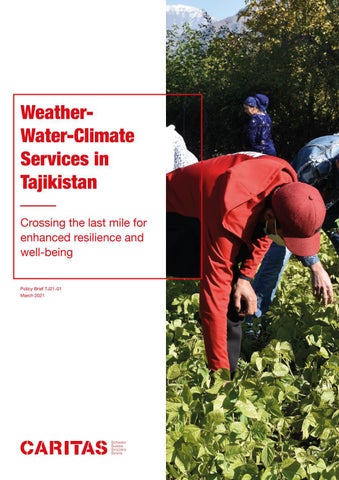 Weather-
Water-Climate
Services in
Tajikistan
Crossing the last mile for
enhanced resilience and
well-being
Policy Brief TJ21-01
March 2021
CARITAS
Schweiz
Suisse
Svizzera
Svizra